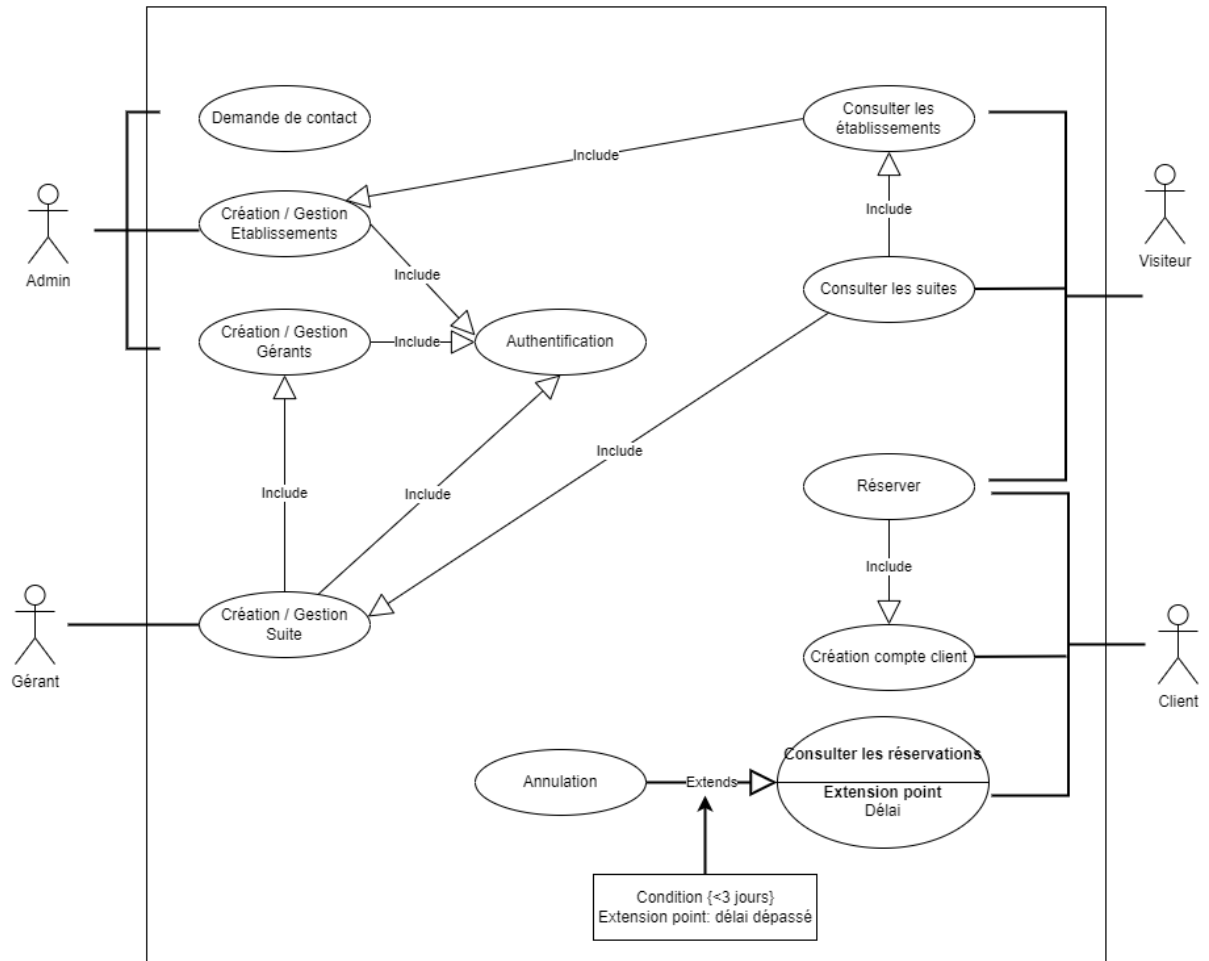 Demande de contact
Consulter les
établissements
Include
Admin
Création / Gestion
Etablissements
Include
Visiteur
Include
Consulter les suites
Création / Gestion
Gérants
Include
Authentification
Include
Include
Include
Réserver
Include
Gérant
Création / Gestion
Suite
Création compte client
Client
Annulation
Extends
Consulter les réservations
Extension point
Délai
Condition {<3 jours}
Extension point: délai dépassé